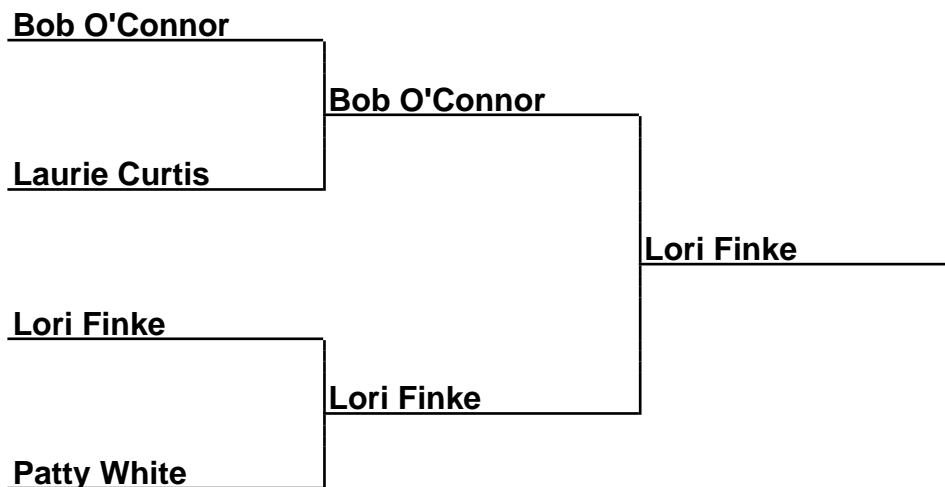 Bob O'Connor
Bob O'Connor
Laurie Curtis
Lori Finke
Lori Finke
Lori Finke
Patty White